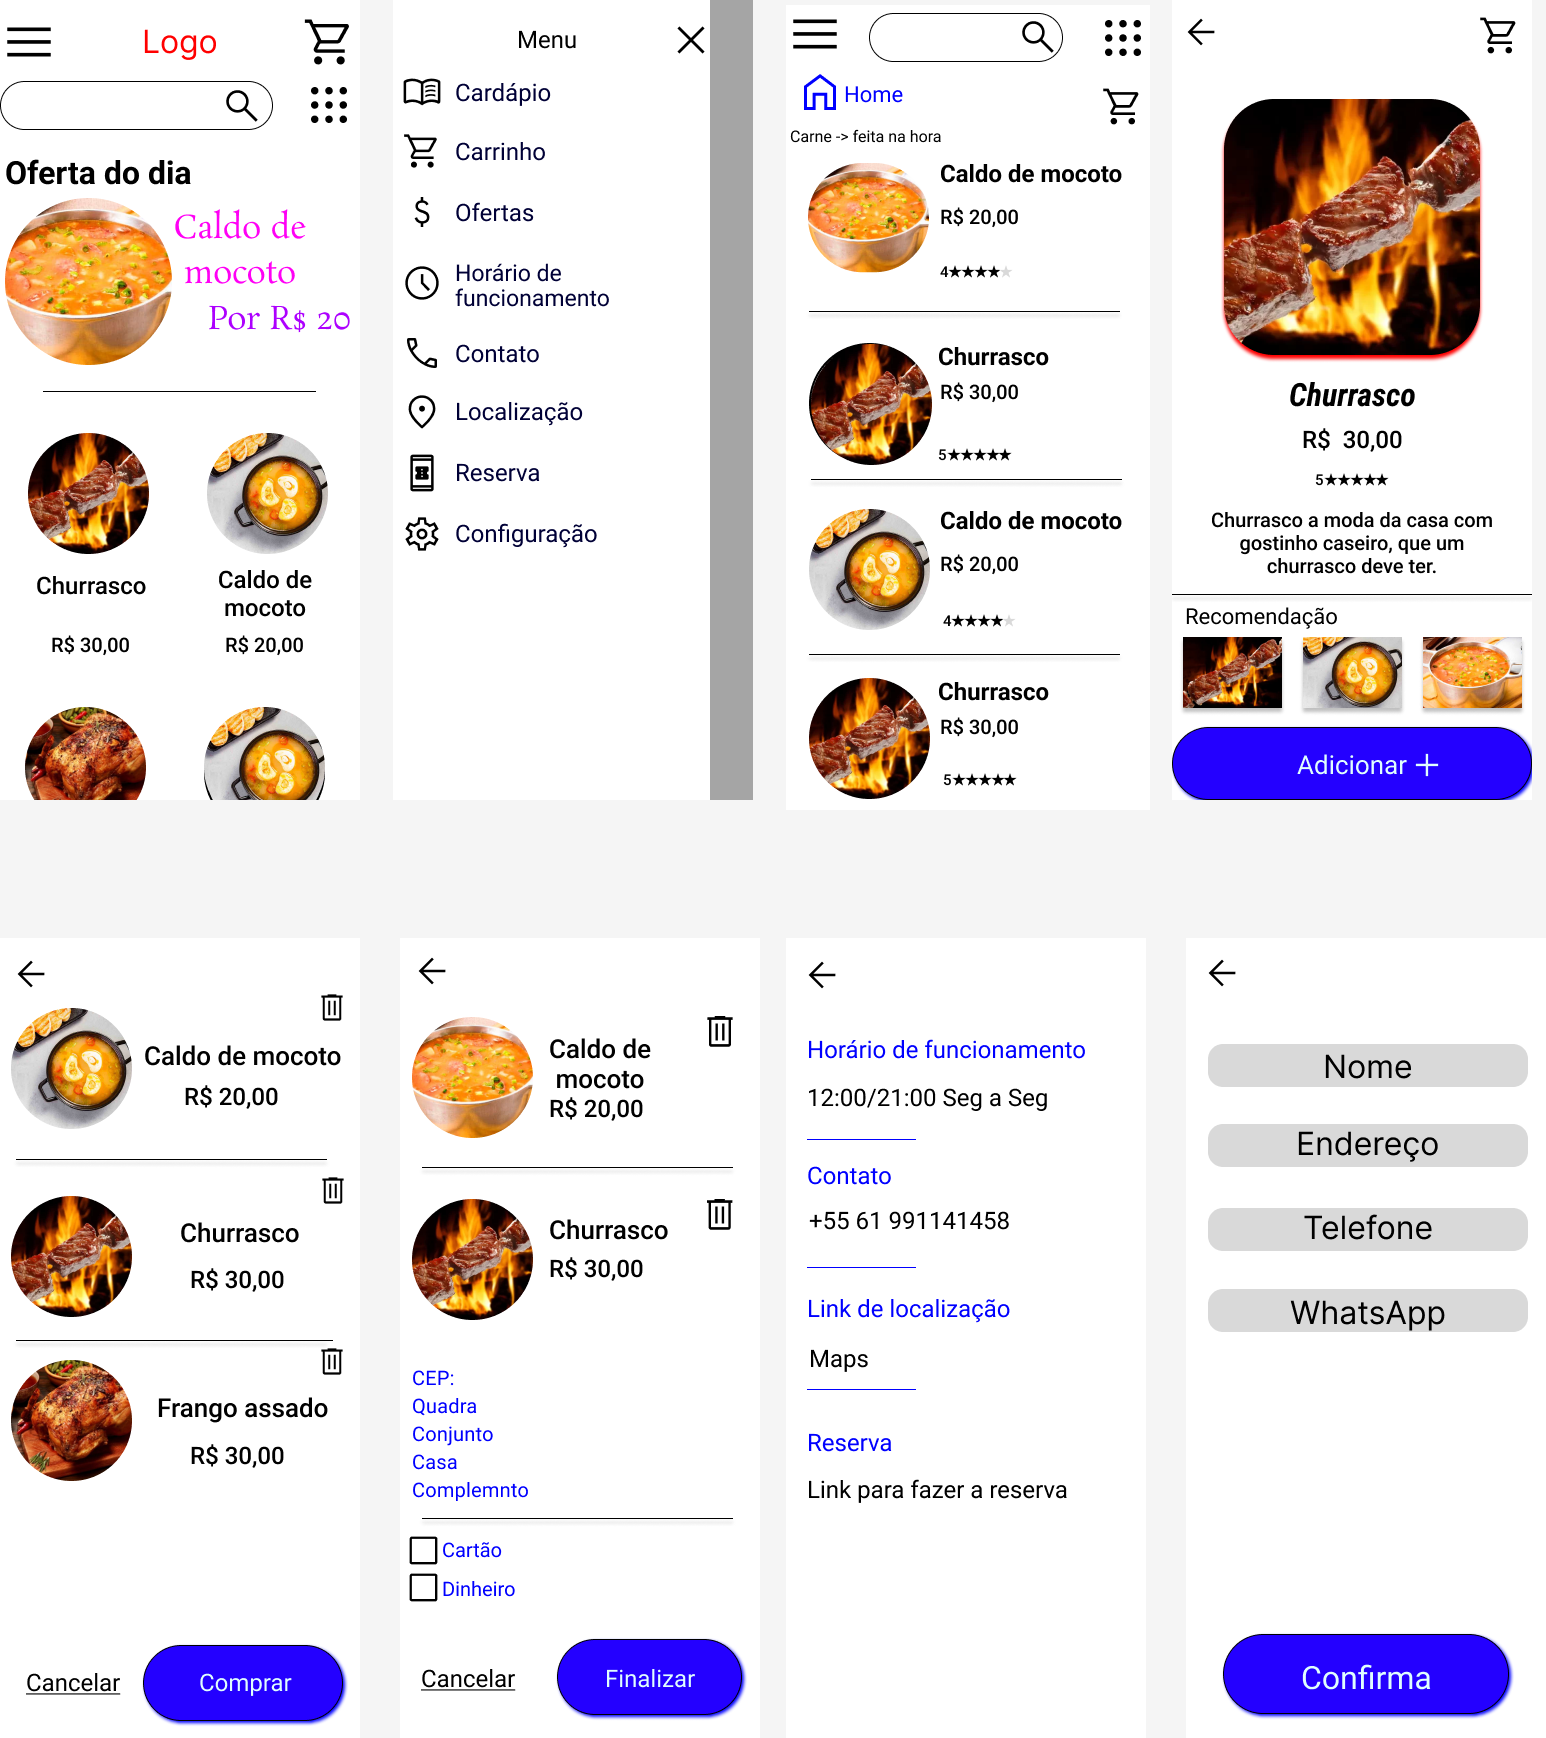 Logo
Oferta do dia
Caldo de
mocoto
Por R$ 20
Churrasco
R$ 30,00
Caldo de
mocoto
R$ 20,00
Menu
Cardápio
Carrinho
Ofertas
Horário de
funcionamento
Contato
Localização
Reserva
Configuração
Home
Carne -> feita na hora
Caldo de mocoto
R$ 20,00
4★★★★★
Churrasco
R$ 30,00
5★★★★★
Caldo de mocoto
R$ 20,00
4★★★★★
Churrasco
R$ 30,00
5★★★★★
Churrasco
R$ 30,00
5★★★★★
Churrasco a moda da casa com
gostinho caseiro, que um
churrasco deve ter.
Recomendação
Adicionar +
Caldo de mocoto
R$ 20,00
Churrasco
R$ 30,00
Frango assado
R$ 30,00
Cancelar
Comprar
Caldo de
mocoto
R$ 20,00
Churrasco
R$ 30,00
CEP:
Quadra
Conjunto
Casa
Complemnto
Cartão
Dinheiro
Cancelar
Finalizar
Horário de funcionamento
12:00/21:00 Seg a Seg
Contato
+55 61 991141458
Link de localização
Maps
Reserva
Link para fazer a reserva
Nome
Endereço
Telefone
WhatsApp
Confirma